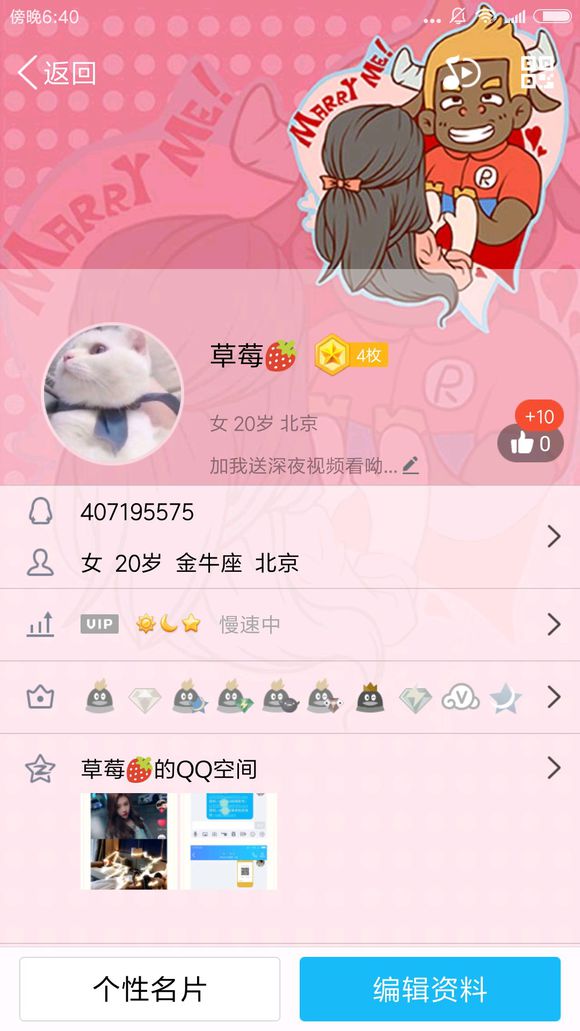 傍晚6:40
返回
MARRY ME!
MARRY ME!
R
草莓🍓
4枚
女 20岁 北京
+10
0
加我送深夜视频看呦...
R
407195575
女 20岁 金牛座 北京
VIP
慢速中
V
草莓🍓的QQ空间
个性名片
编辑资料